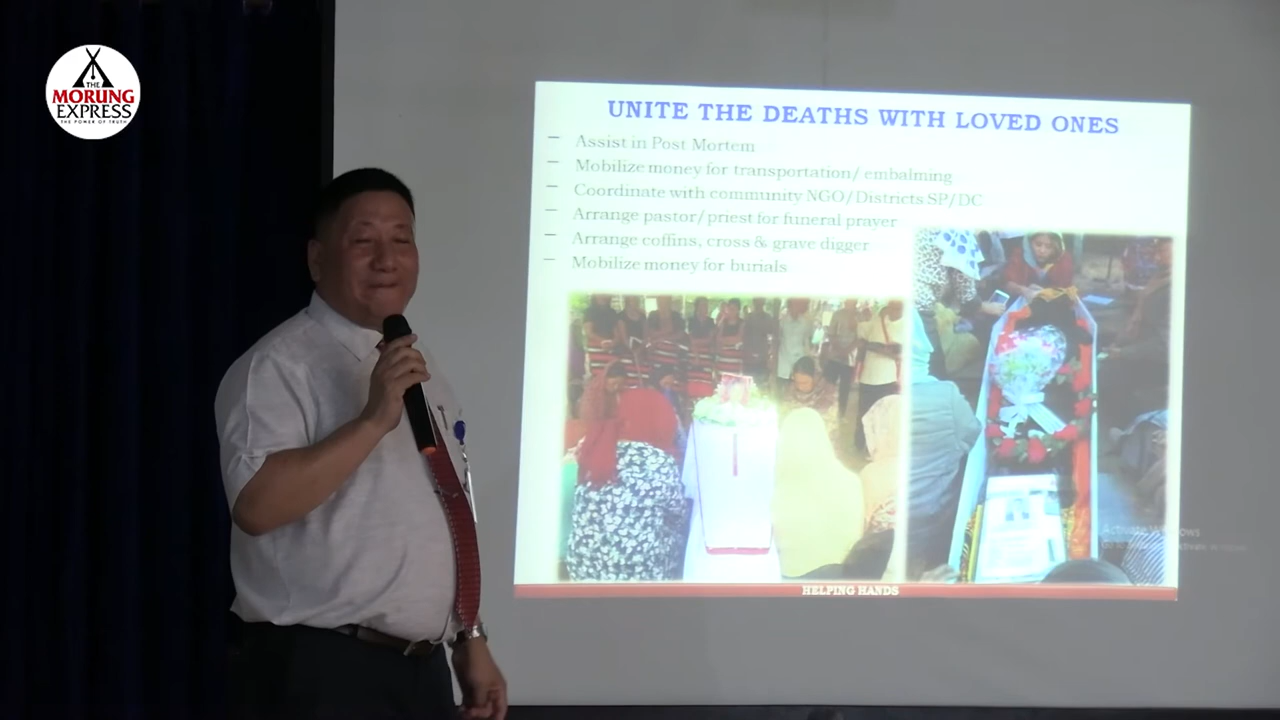 THE
MORUNG
EXPRESS
THE POWER OF TRUTH
UNITE THE DEATHS WITH LOVED ONES
— Assist in Post Mortem
— Mobilize money for transportation/ embalming
— Coordinate with community NGO/Districts SP/DC
— Arrange pastor/priest for funeral prayer
— Arrange coffins, cross & grave digger
— Mobilize money for burials
Activate Windows
HELPING HANDS